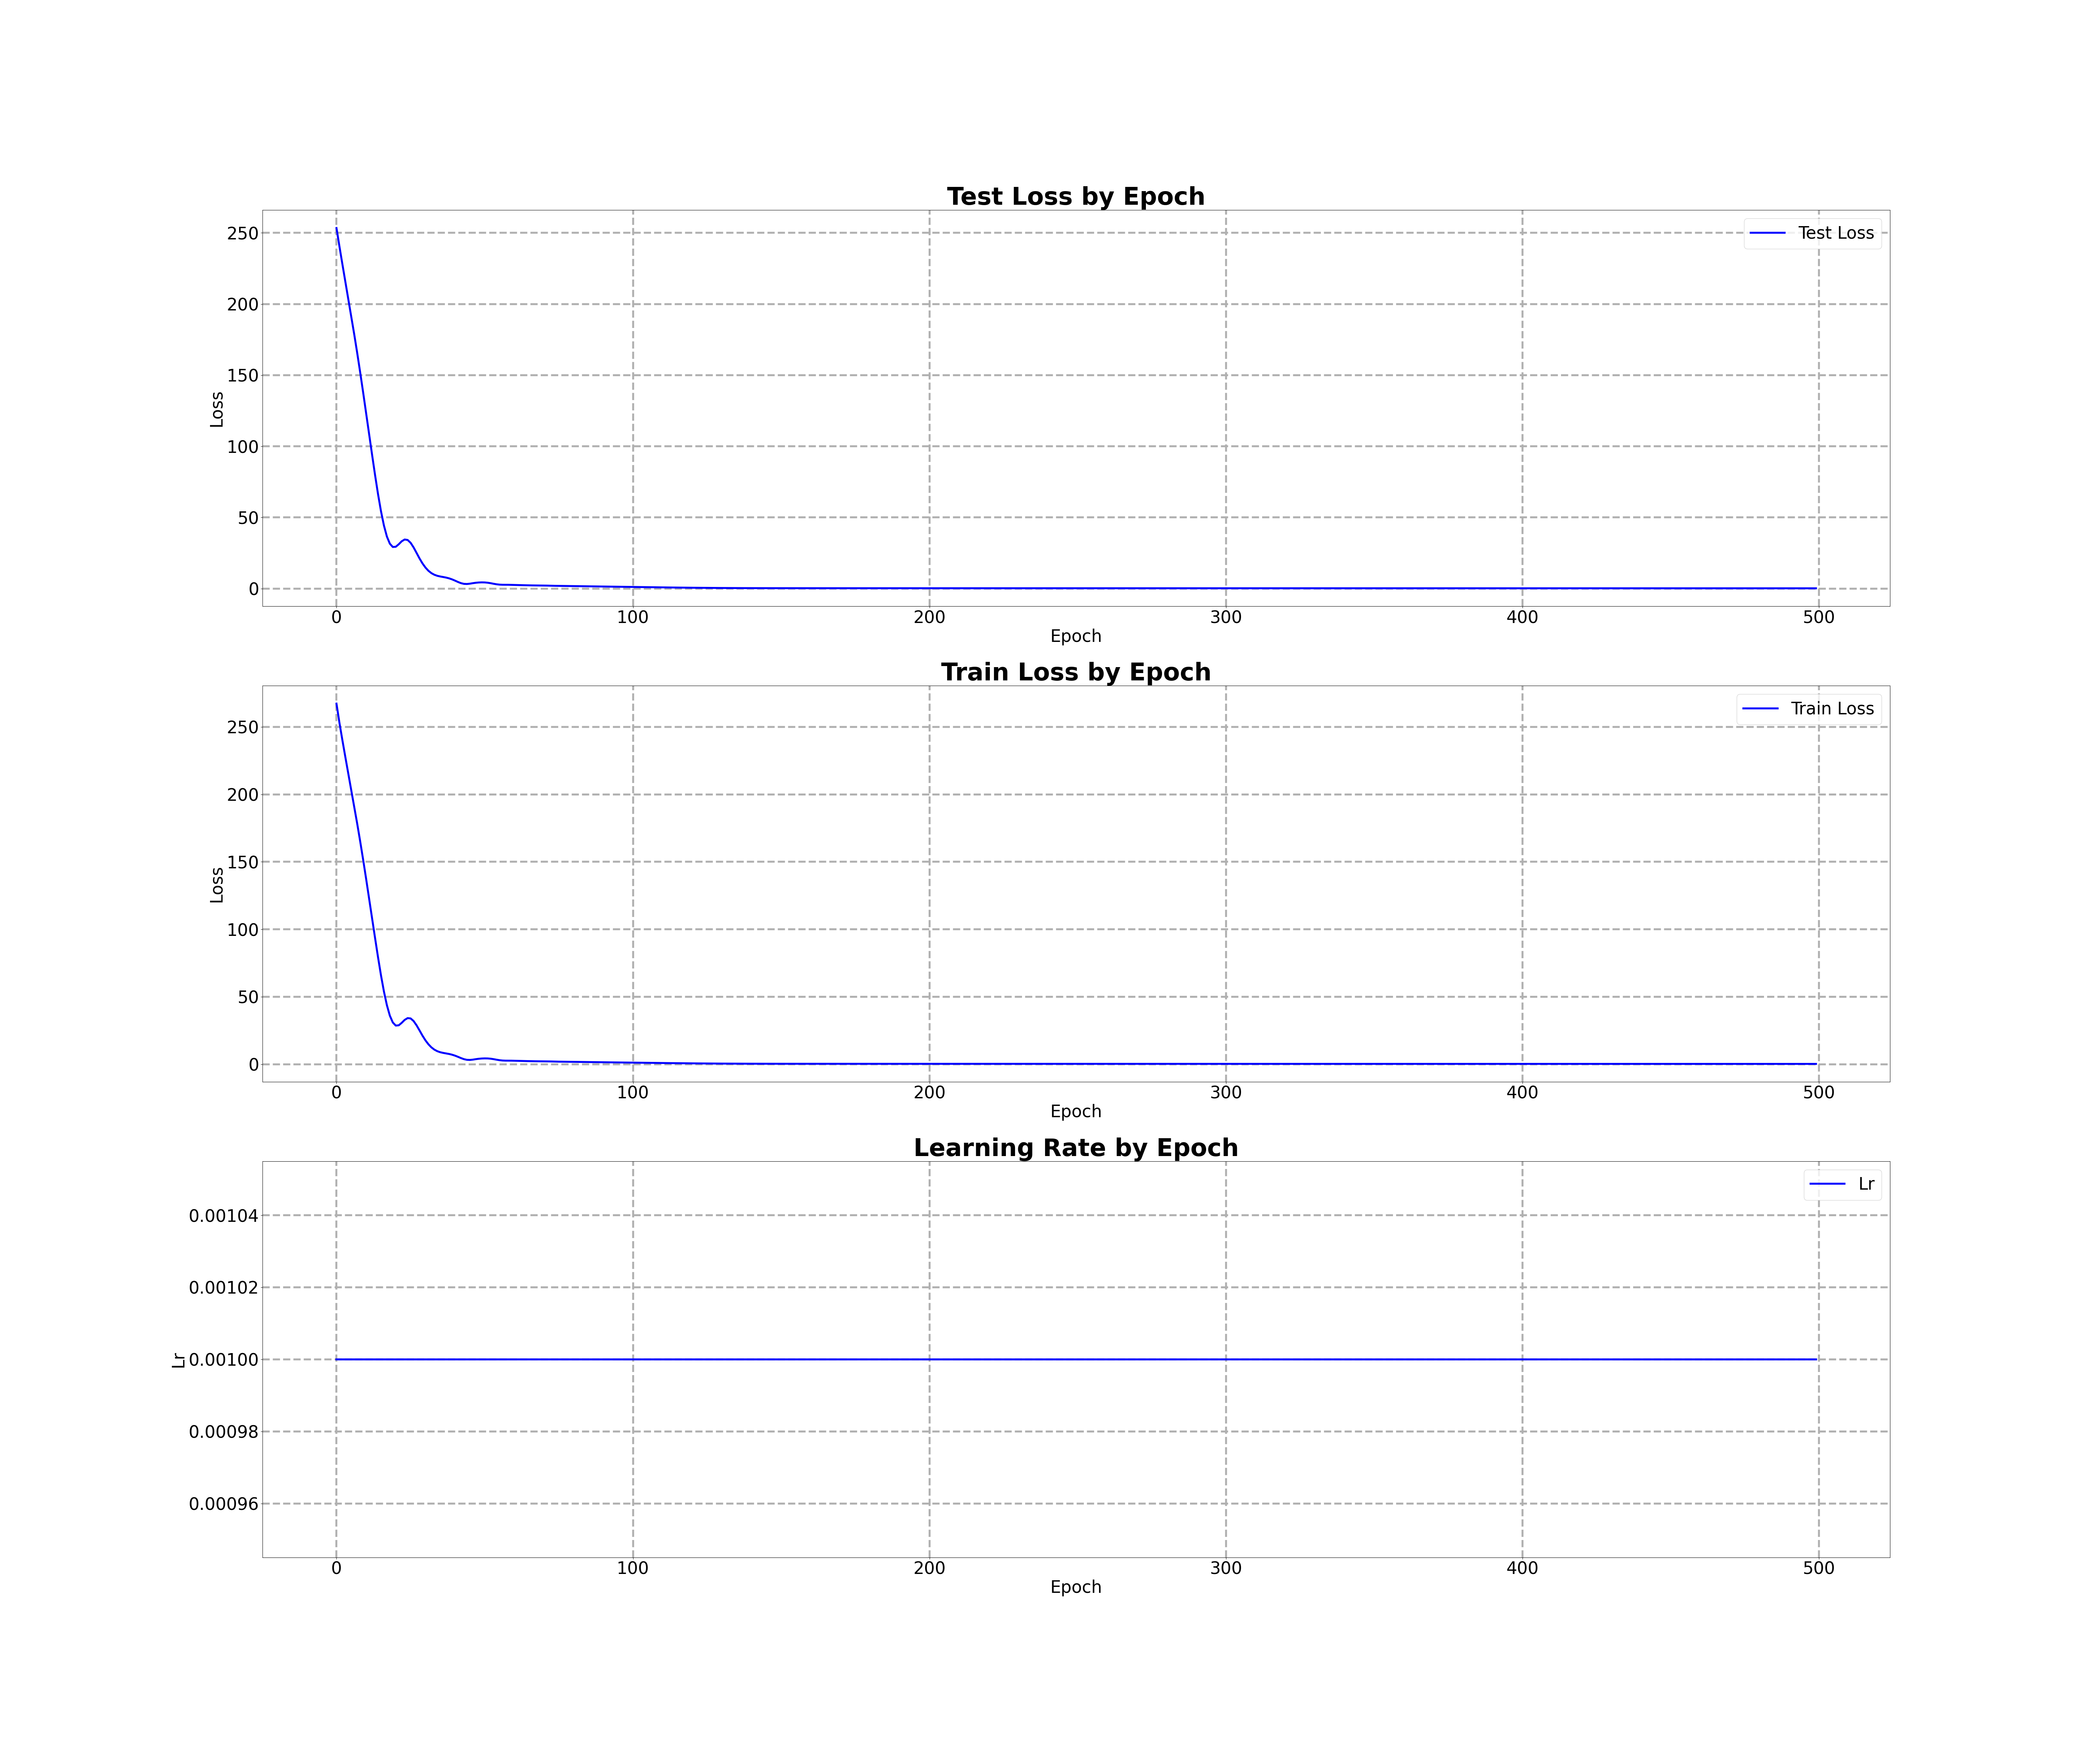 Test Loss by Epoch
Test Loss
250
200
150
100
50
0
Loss
0 100 200 300 400 500
Epoch
Train Loss by Epoch
Train Loss
250
200
150
100
50
0
Loss
0 100 200 300 400 500
Epoch
Learning Rate by Epoch
Lr
0.00104
0.00102
0.00100
0.00098
0.00096
Lr
0 100 200 300 400 500
Epoch